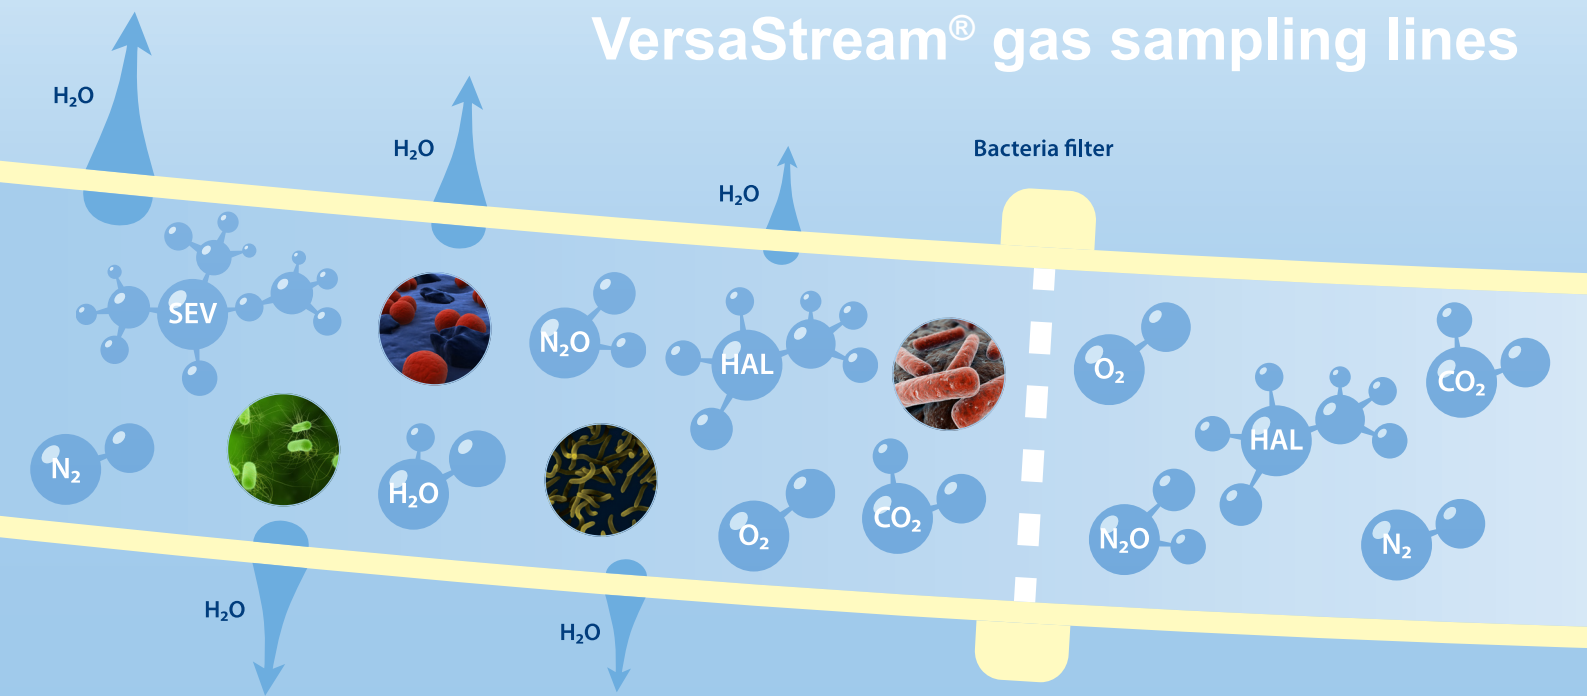 VersaStream® gas sampling lines
H₂O
H₂O
H₂O
Bacteria filter
SEV
N₂O
HAL
O₂
CO₂
HAL
N₂
H₂O
O₂
CO₂
N₂O
N₂
H₂O
H₂O